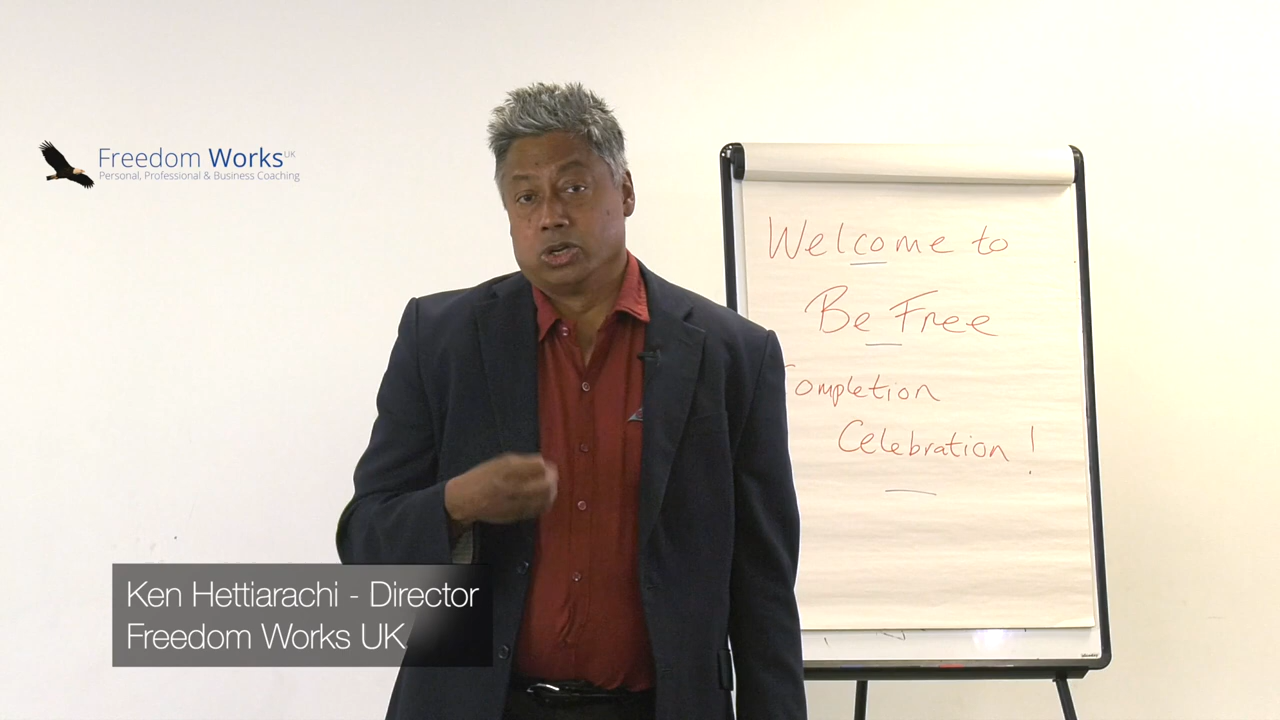 Freedom Works UK
Personal, Professional & Business Coaching
Welcome to
Be Free
Completion
Celebration!
Ken Hettiarachi - Director
Freedom Works UK